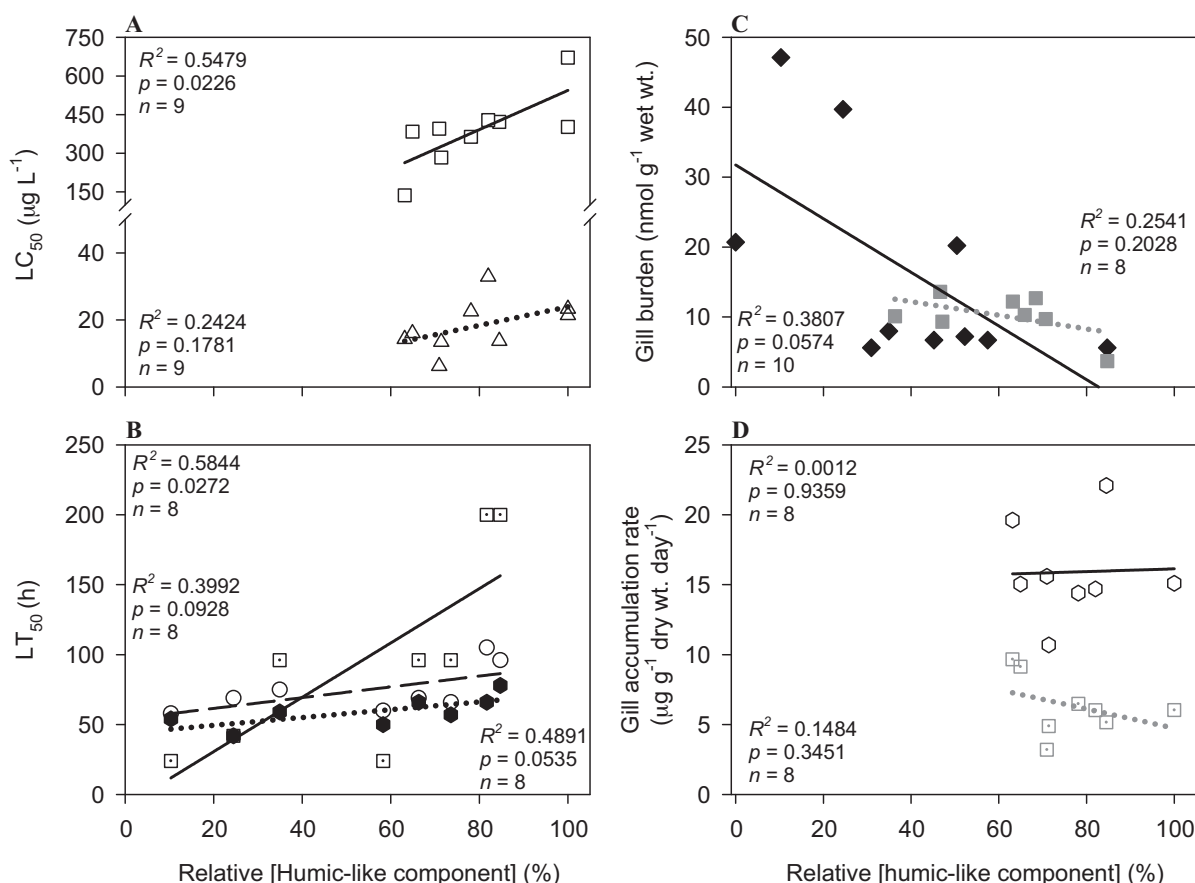 A
750
600
450
300
150
40
20
0
LC50 (µg L-1)
R2 = 0.5479
p = 0.0226
n = 9
R2 = 0.2424
p = 0.1781
n = 9
C
50
40
30
20
10
0
Gill burden (nmol g-1 wet wt.)
R2 = 0.2541
p = 0.2028
n = 8
R2 = 0.3807
p = 0.0574
n = 10
B
250
200
150
100
50
0
LT50 (h)
R2 = 0.5844
p = 0.0272
n = 8
R2 = 0.3992
p = 0.0928
n = 8
R2 = 0.4891
p = 0.0535
n = 8
0 20 40 60 80 100
Relative [Humic-like component] (%)
D
25
20
15
10
5
0
Gill accumulation rate
(µg g-1 dry wt. day-1)
R2 = 0.0012
p = 0.9359
n = 8
R2 = 0.1484
p = 0.3451
n = 8
0 20 40 60 80 100
Relative [humic-like component] (%)